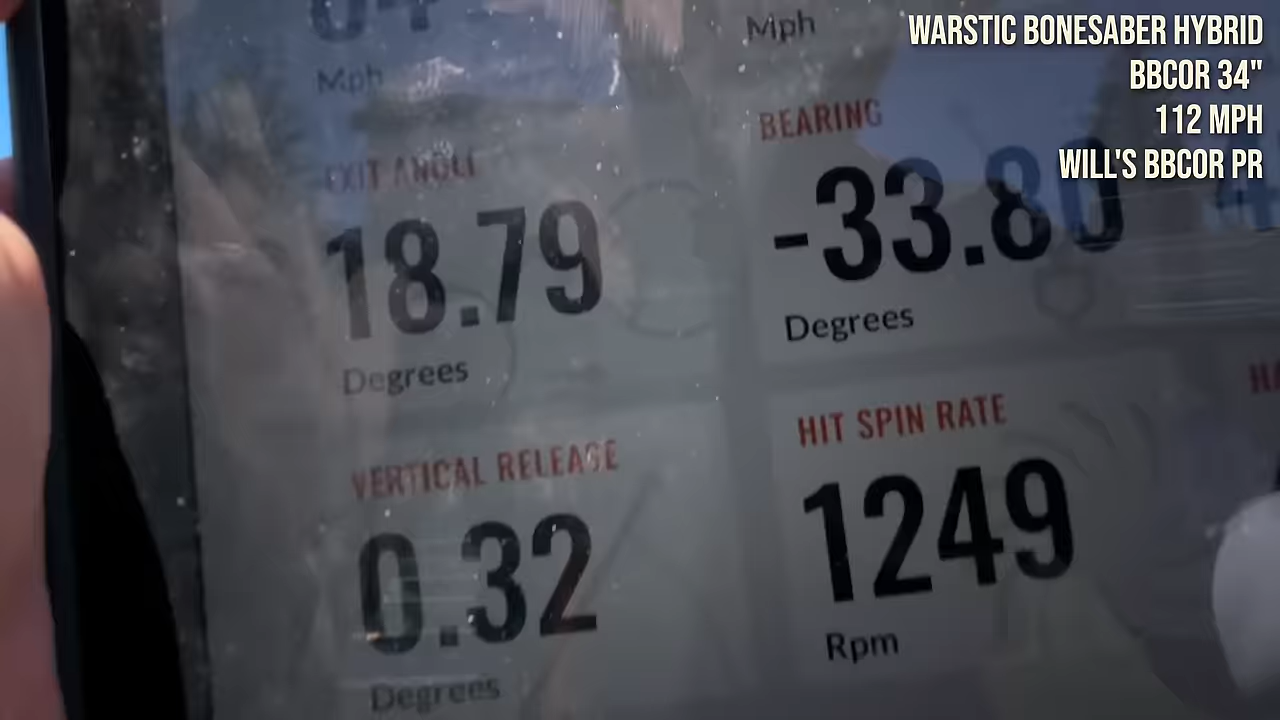 WARSTIC BONESABER HYBRID
BBCOR 34"
112 MPH
WILL'S BBCOR PR
Mph
Mph
EXIT ANGLE
18.79
Degrees
BEARING
-33.80
Degrees
VERTICAL RELEASE
0.32
Degrees
HIT SPIN RATE
1249
Rpm